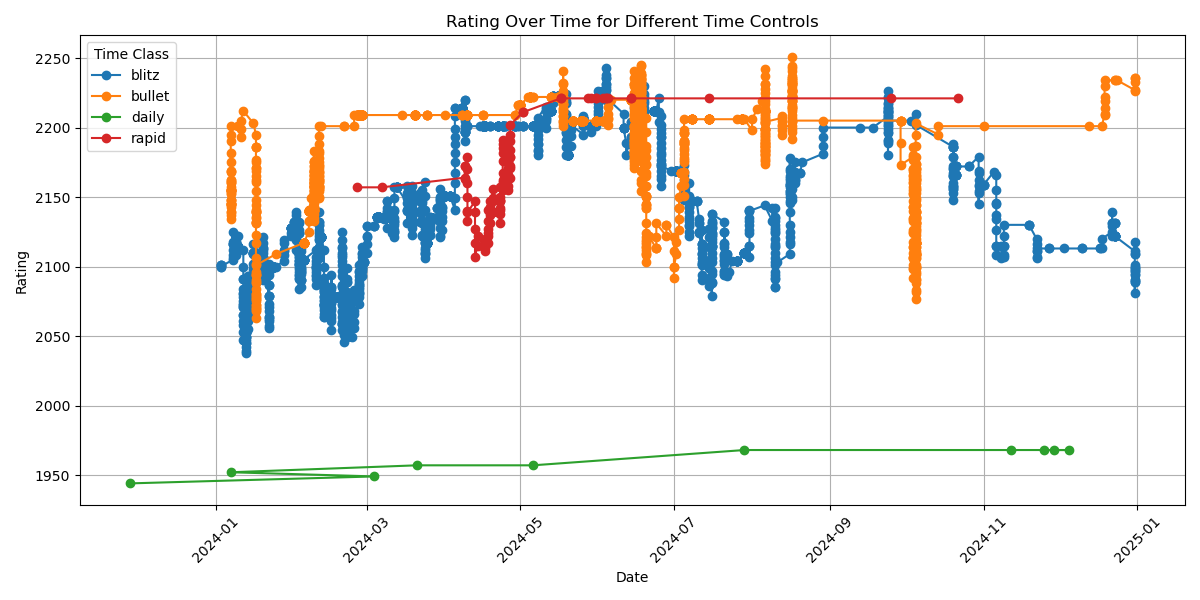 Rating Over Time for Different Time Controls
Time Class
blitz
bullet
daily
rapid
Rating
2250
2200
2150
2100
2050
2000
1950
2024-01
2024-03
2024-05
2024-07
2024-09
2024-11
2025-01
Date